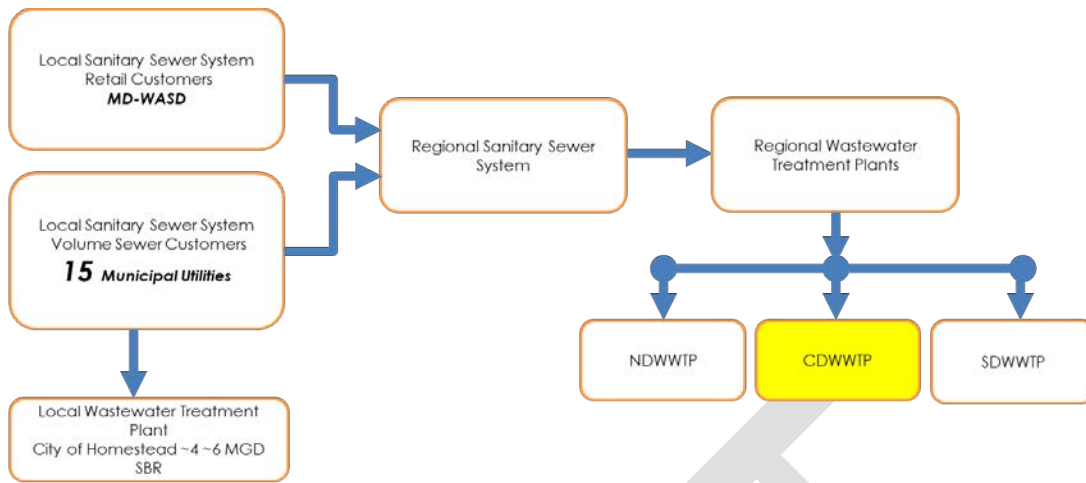 Local Sanitary Sewer System
Retail Customers
MD-WASD
Regional Sanitary Sewer
System
Regional Wastewater
Treatment Plants
Local Sanitary Sewer System
Volume Sewer Customers
15 Municipal Utilities
NDWWTP
CDWWTP
SDWWTP
Local Wastewater Treatment
Plant
City of Homestead ~4 ~6 MGD
SBR